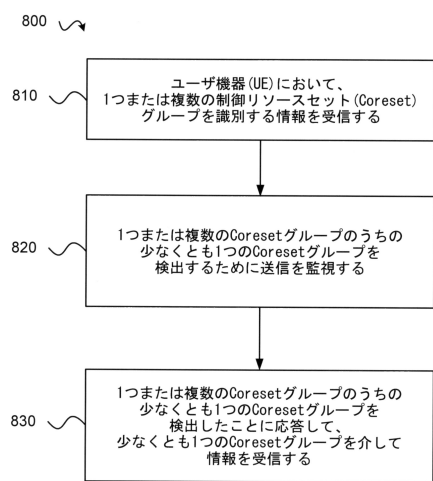 800
810
ユーザ機器(UE)において、
1つまたは複数の制御リソースセット(Coreset)
グループを識別する情報を受信する
820
1つまたは複数のCoresetグループのうちの
少なくとも1つのCoresetグループを
検出するために送信を監視する
830
1つまたは複数のCoresetグループのうちの
少なくとも1つのCoresetグループを
検出したことに応答して、
少なくとも1つのCoresetグループを介して
情報を受信する